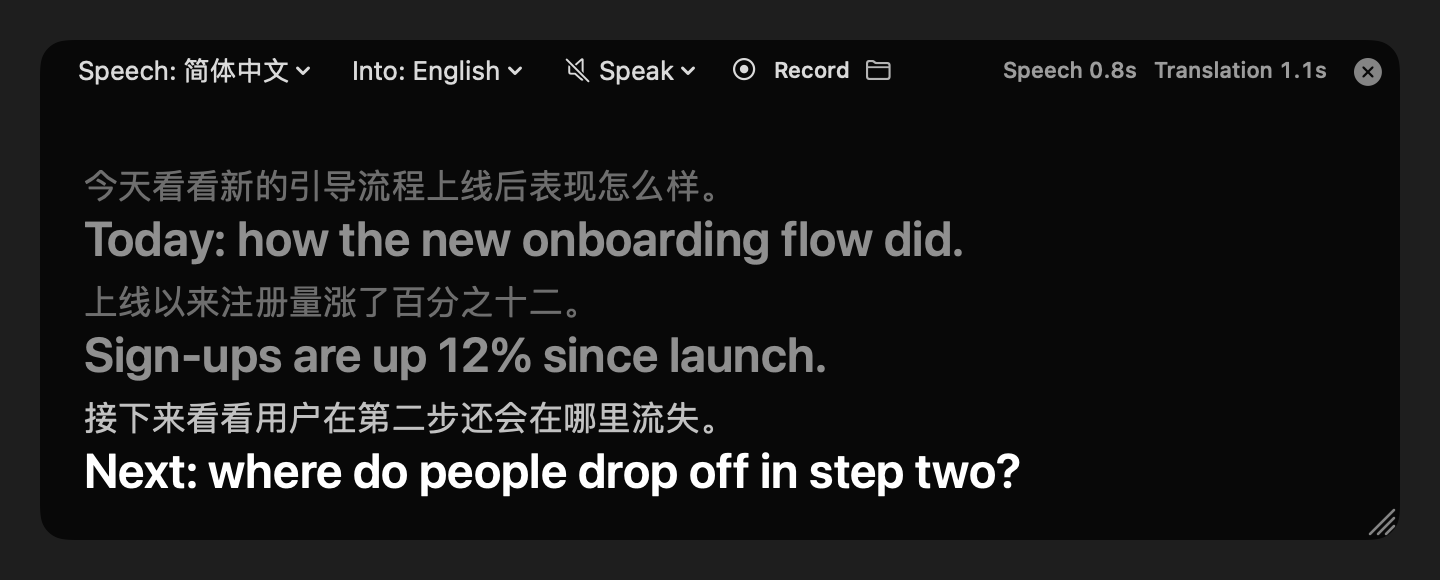 Speech: 简体中文 Into: English Speak Record Speech 0.8s Translation 1.1s
今天看看新的引导流程上线后表现怎么样。
Today: how the new onboarding flow did.
上线以来注册量涨了百分之十二。
Sign-ups are up 12% since launch.
接下来看看用户在第二步还会在哪里流失。
Next: where do people drop off in step two?